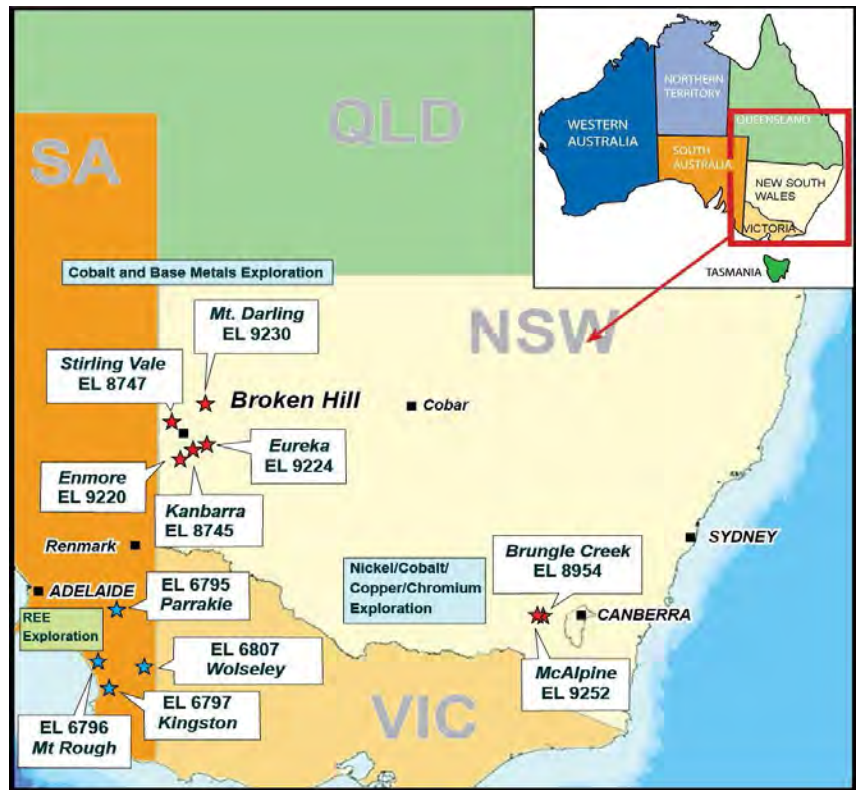 QLD
SA
NSW
VIC
NORTHERN
TERRITORY
QUEENSLAND
WESTERN
AUSTRALIA
SOUTH
AUSTRALIA
NEW SOUTH
WALES
VICTORIA
TASMANIA
Cobalt and Base Metals Exploration
Mt. Darling
EL 9230
Stirling Vale
EL 8747
Broken Hill
Cobar
Eureka
EL 9224
Enmore
EL 9220
Kanbarra
EL 8745
Renmark
SYDNEY
Brungle Creek
EL 8954
Nickel/Cobalt/
Copper/Chromium
Exploration
ADELAIDE
EL 6795
Parrakie
CANBERRA
REE
Exploration
EL 6807
Wolseley
McAlpine
EL 9252
EL 6797
Kingston
EL 6796
Mt Rough